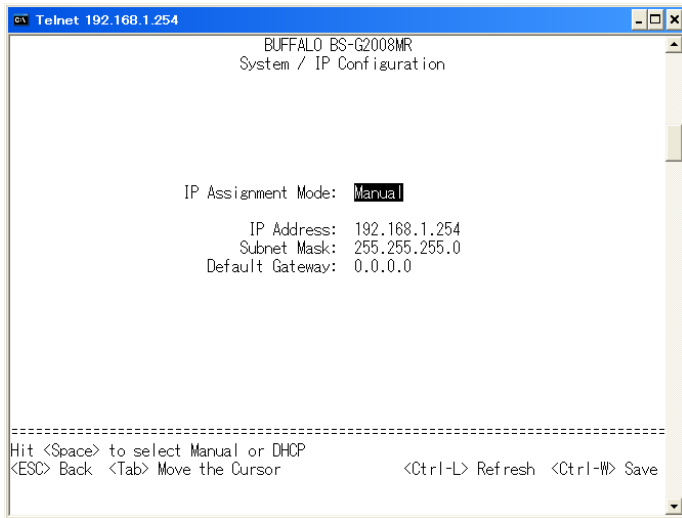 Telnet 192.168.1.254
BUFFALO BS-G2008MR
System / IP Configuration
IP Assignment Mode: Manual
IP Address: 192.168.1.254
Subnet Mask: 255.255.255.0
Default Gateway: 0.0.0.0
================================================================================
Hit <Space> to select Manual or DHCP
<ESC> Back <Tab> Move the Cursor <Ctrl-L> Refresh <Ctrl-W> Save